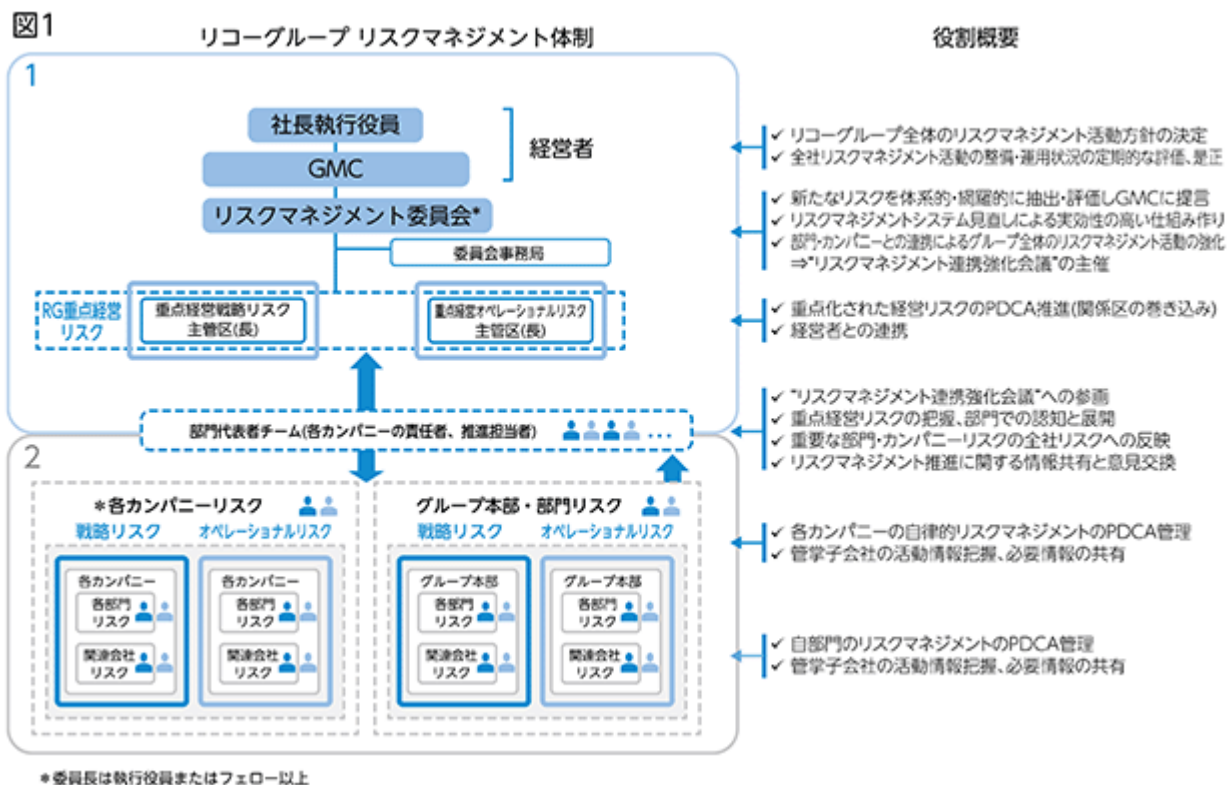 図1
リコーグループ リスクマネジメント体制
役割概要
1
社長執行役員
GMC
経営者
リスクマネジメント委員会*
委員会事務局
RG重点経営
リスク
重点経営戦略リスク
主管区(長)
重点経営オペレーショナルリスク
主管区(長)
✓ リコーグループ全体のリスクマネジメント活動方針の決定
✓ 全社リスクマネジメント活動の整備・運用状況の定期的な評価、是正
✓ 新たなリスクを体系的・網羅的に抽出・評価しGMCに提言
✓ リスクマネジメントシステム見直しによる実効性の高い仕組み作り
✓ 部門・カンパニーとの連携によるグループ全体のリスクマネジメント活動の強化
⇒"リスクマネジメント連携強化会議"の主催
✓ 重点化された経営リスクのPDCA推進(関係区の巻き込み)
✓ 経営者との連携
部門代表者チーム(各カンパニーの責任者、推進担当者) ...
✓ "リスクマネジメント連携強化会議"への参画
✓ 重点経営リスクの把握、部門での認知と展開
✓ 重要な部門・カンパニーリスクの全社リスクへの反映
✓ リスクマネジメント推進に関する情報共有と意見交換
2
*各カンパニーリスク
戦略リスク
オペレーショナルリスク
各カンパニー
各部門
リスク
関連会社
リスク
各カンパニー
各部門
リスク
関連会社
リスク
グループ本部・部門リスク
戦略リスク
オペレーショナルリスク
グループ本部
各部門
リスク
関連会社
リスク
グループ本部
各部門
リスク
関連会社
リスク
✓ 各カンパニーの自律的リスクマネジメントのPDCA管理
✓ 管掌子会社の活動情報把握、必要情報の共有
✓ 自部門のリスクマネジメントのPDCA管理
✓ 管掌子会社の活動情報把握、必要情報の共有
*委員長は執行役員またはフェロー以上